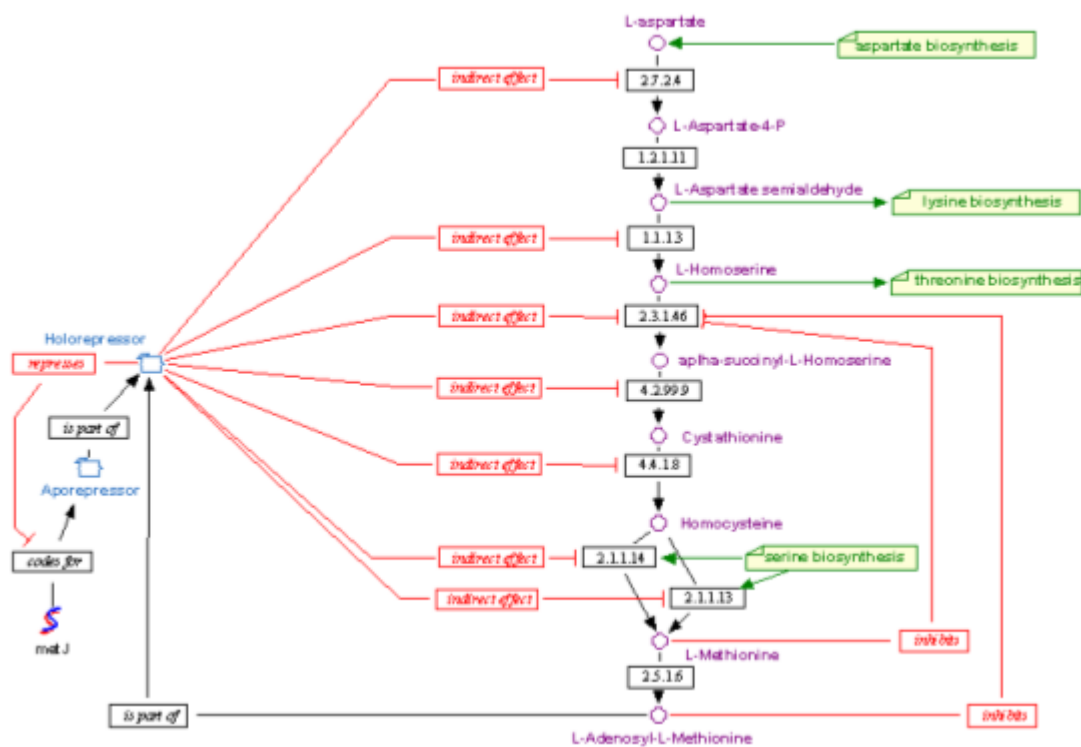 L-aspartate
aspartate biosynthesis
indirect effect
2.7.2.4
L-Aspartate-4-P
1.2.1.11
L-Aspartate semialdehyde
lysine biosynthesis
indirect effect
1.1.1.3
L-Homoserine
threonine biosynthesis
indirect effect
2.3.1.46
Holorepressor
represses
aplha-succinyl-L-Homoserine
indirect effect
4.2.99.9
is part of
Cystathionine
indirect effect
4.4.1.8
Aporepressor
Homocysteine
codes for
indirect effect
2.1.1.14
serine biosynthesis
indirect effect
2.1.1.13
met J
inhibits
L-Methionine
2.5.1.6
is part of
inhibits
L-Adenosyl-L-Methionine